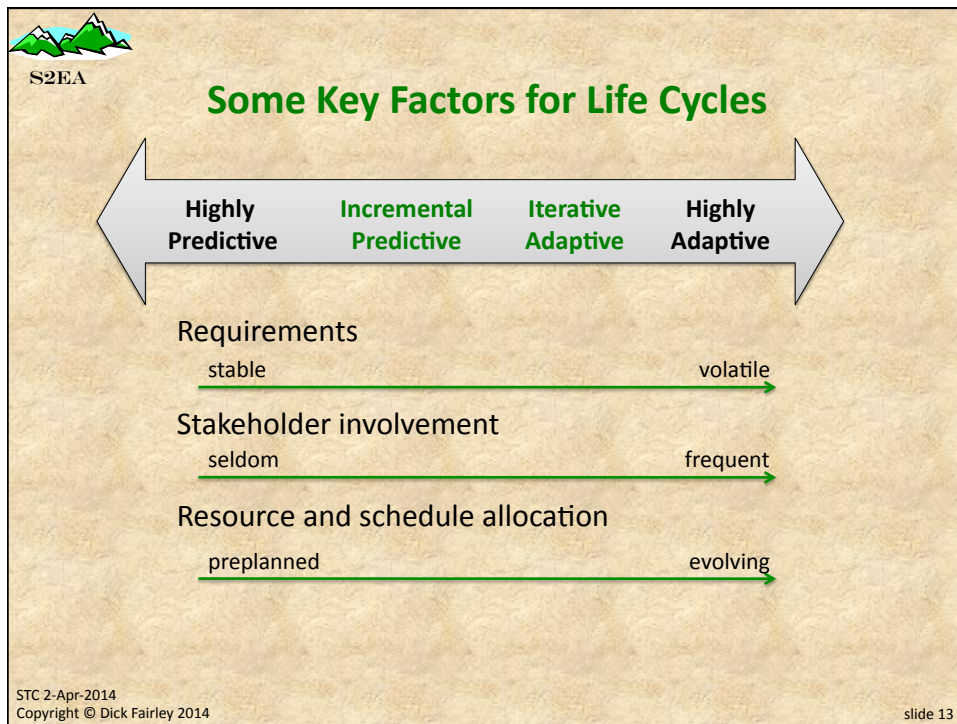 S2EA
Some Key Factors for Life Cycles
Highly Predictive
Incremental Predictive
Iterative Adaptive
Highly Adaptive
Requirements
stable volatile
Stakeholder involvement
seldom frequent
Resource and schedule allocation
preplanned evolving
STC 2-Apr-2014
Copyright © Dick Fairley 2014 slide 13